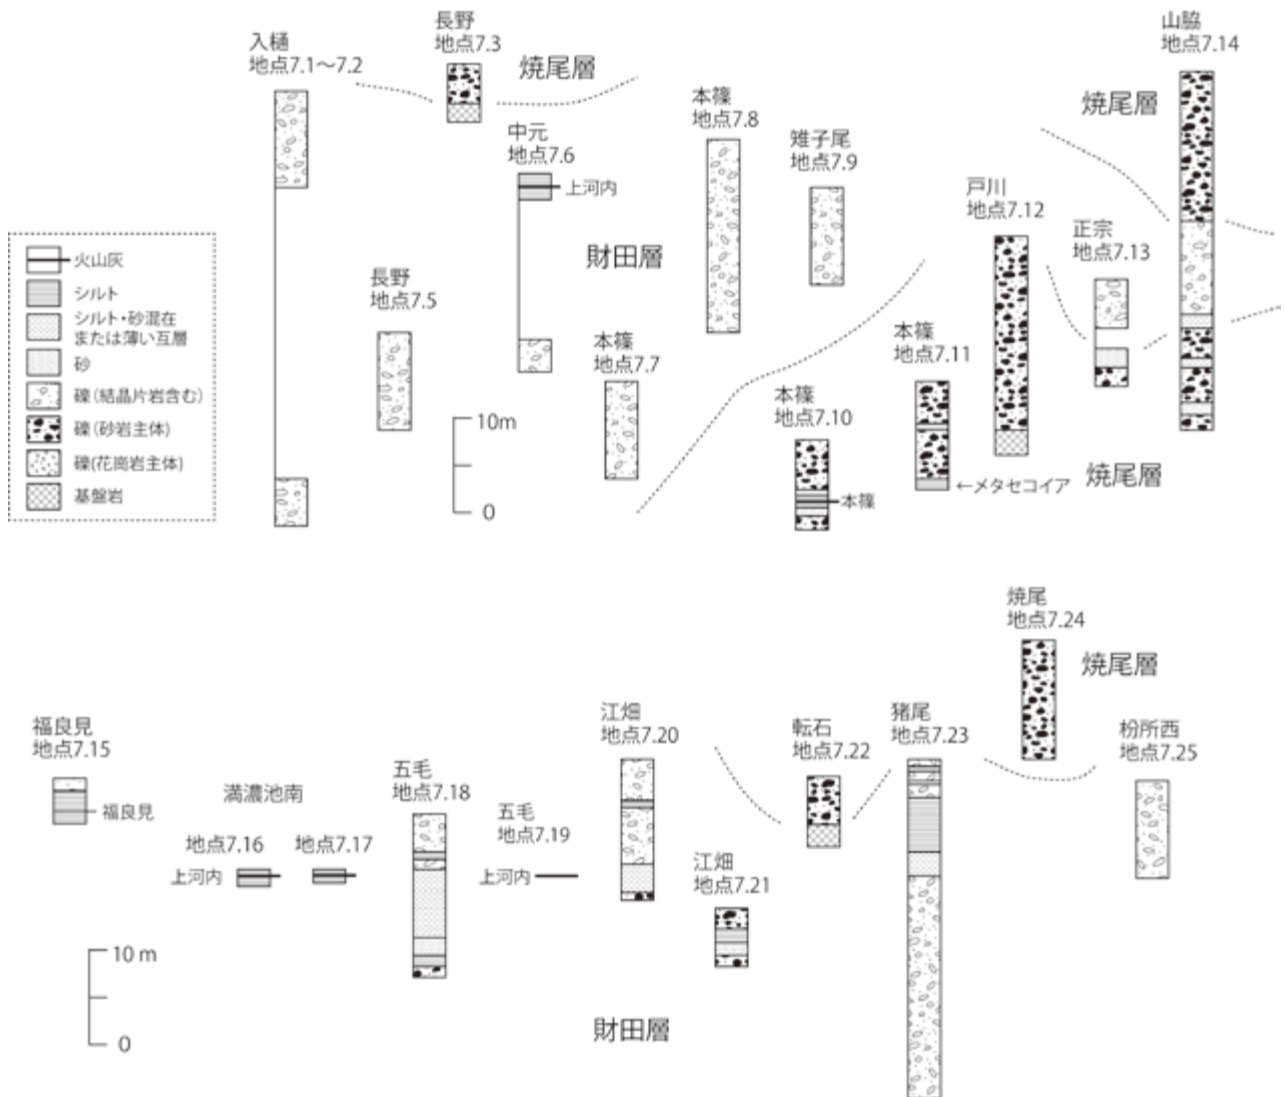 入樋
地点7.1～7.2
長野
地点7.3
焼尾層
中元
地点7.6
上河内
本篠
地点7.8
雉子尾
地点7.9
山脇
地点7.14
焼尾層
戸川
地点7.12
正宗
地点7.13
財田層
長野
地点7.5
本篠
地点7.7
本篠
地点7.11
本篠
地点7.10
本篠
←メタセコイア
焼尾層
火山灰
シルト
シルト・砂混在
または薄い互層
砂
礫(結晶片岩含む)
礫(砂岩主体)
礫(花崗岩主体)
基盤岩
10m
0
焼尾
地点7.24
焼尾層
福良見
地点7.15
福良見
満濃池南
地点7.16
地点7.17
上河内
五毛
地点7.18
五毛
地点7.19
上河内
江畑
地点7.20
江畑
地点7.21
転石
地点7.22
猪尾
地点7.23
枌所西
地点7.25
10 m
0
財田層